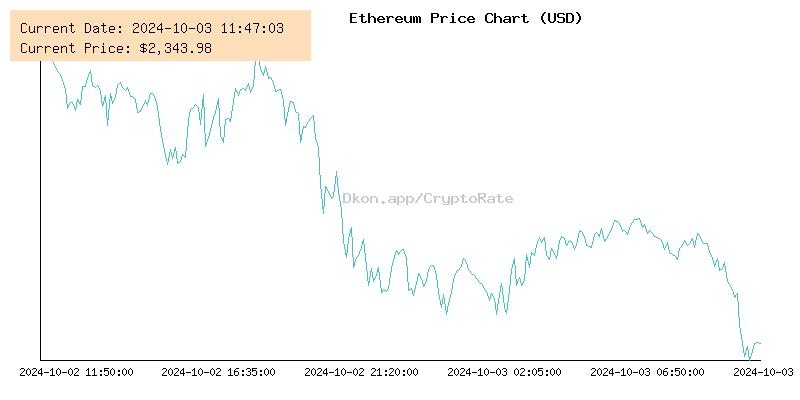 Ethereum Price Chart (USD)
Current Date: 2024-10-03 11:47:03
Current Price: $2,343.98
Dkon.app/CryptoRate
2024-10-02 11:50:00 2024-10-02 16:35:00 2024-10-02 21:20:00 2024-10-03 02:05:00 2024-10-03 06:50:00 2024-10-03